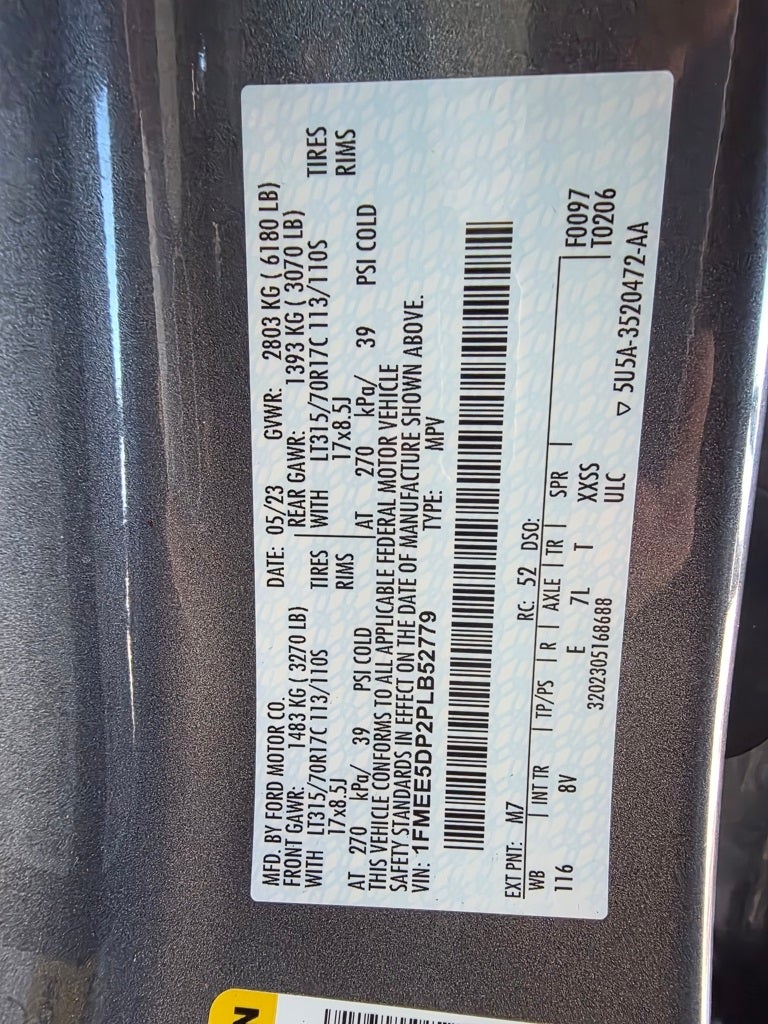 MFD. BY FORD MOTOR CO.
DATE: 05/23 GVWR: 2803 KG ( 6180 LB)
FRONT GAWR: 1483 KG ( 3270 LB) REAR GAWR: 1393 KG ( 3070 LB)
WITH LT315/70R17C 113/110S TIRES WITH LT315/70R17C 113/110S TIRES
17x8.5J RIMS 17x8.5J RIMS
AT 270 kPa/ 39 PSI COLD AT 270 kPa/ 39 PSI COLD
THIS VEHICLE CONFORMS TO ALL APPLICABLE FEDERAL MOTOR VEHICLE
SAFETY STANDARDS IN EFFECT ON THE DATE OF MANUFACTURE SHOWN ABOVE.
VIN: 1FMEE5DP2PLB52779 TYPE: MPV
EXT PNT: M7 RC: 52 DSO:
WB INT TR TP/PS R AXLE TR SPR F0097
116 8V E 7L T XXSS T0206
3202305168688 ULC ▽ 5U5A-3520472-AA
N